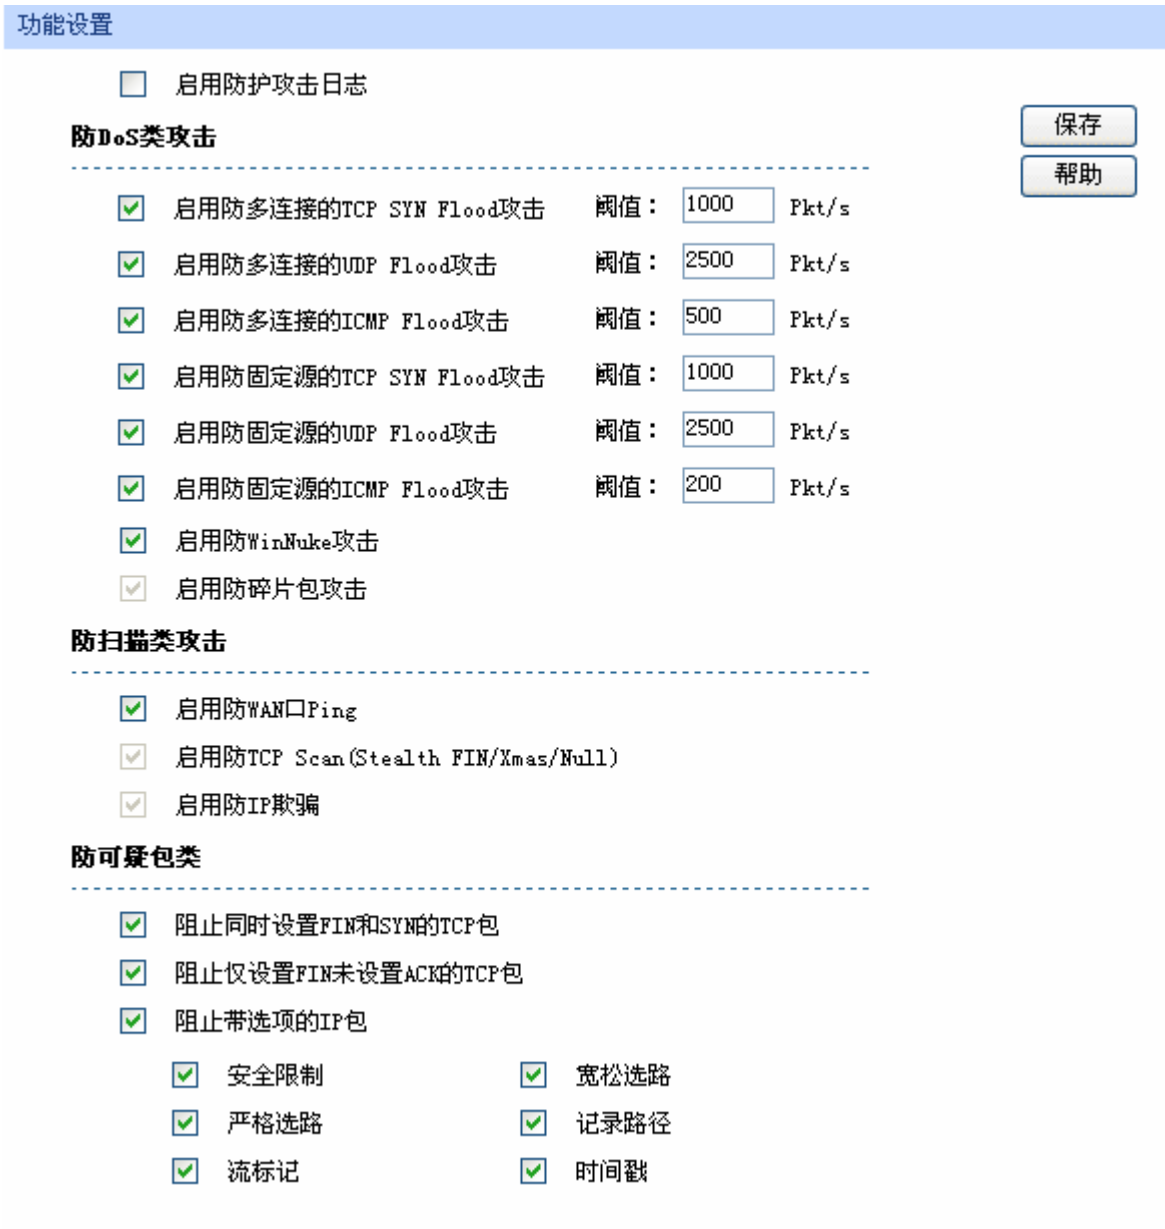 功能设置
启用防护攻击日志
保存
防DoS类攻击
帮助
启用防多连接的TCP SYN Flood攻击 阈值： 1000 Pkt/s
启用防多连接的UDP Flood攻击 阈值： 2500 Pkt/s
启用防多连接的ICMP Flood攻击 阈值： 500 Pkt/s
启用防固定源的TCP SYN Flood攻击 阈值： 1000 Pkt/s
启用防固定源的UDP Flood攻击 阈值： 2500 Pkt/s
启用防固定源的ICMP Flood攻击 阈值： 200 Pkt/s
启用防WinNuke攻击
启用防碎片包攻击
防扫描类攻击
启用防WAN口Ping
启用防TCP Scan(Stealth FIN/Xmas/Null)
启用防IP欺骗
防可疑包类
阻止同时设置FIN和SYN的TCP包
阻止仅设置FIN未设置ACK的TCP包
阻止带选项的IP包
安全限制 宽松选路
严格选路 记录路径
流标记 时间戳